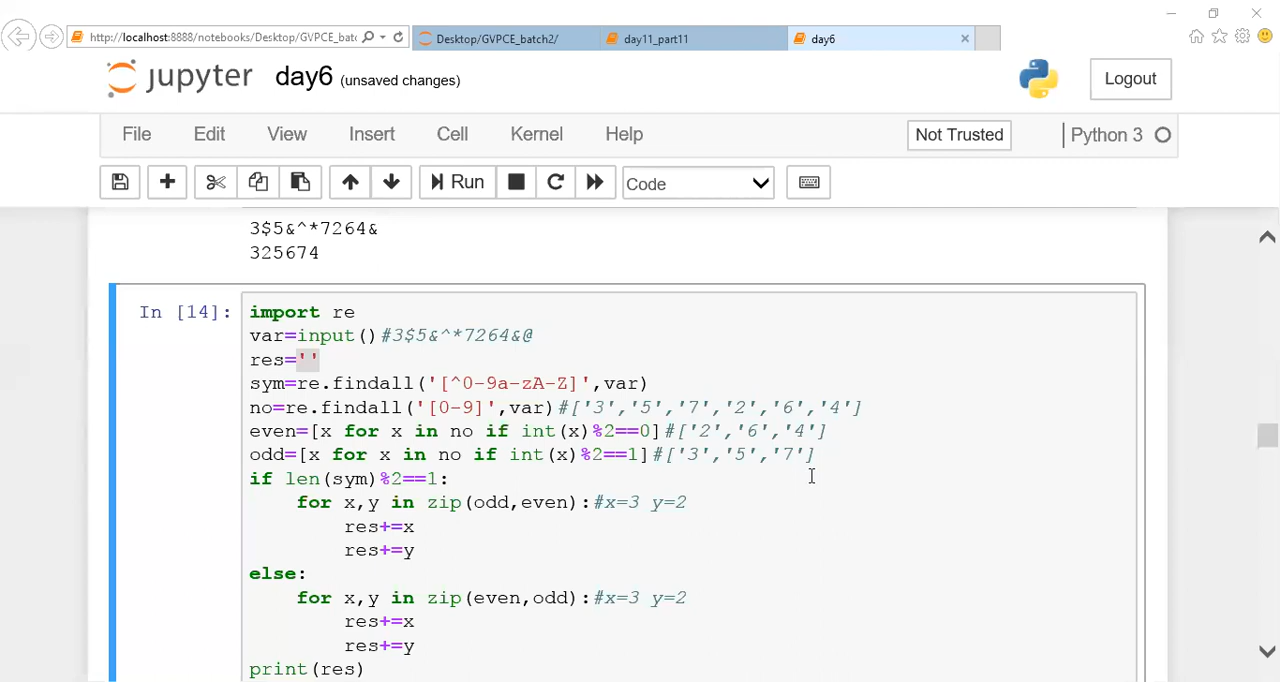 http://localhost:8888/notebooks/Desktop/GVPCE_batc
Desktop/GVPCE_batch2/
day11_part11
day6
jupyter day6 (unsaved changes)
Logout
File Edit View Insert Cell Kernel Help
Not Trusted
Python 3
Run
Code
3$5&^*7264&
325674
In [14]:
import re
var=input()#3$5&^*7264&@
res=''
sym=re.findall('[^0-9a-zA-Z]',var)
no=re.findall('[0-9]',var)#['3','5','7','2','6','4']
even=[x for x in no if int(x)%2==0]#['2','6','4']
odd=[x for x in no if int(x)%2==1]#['3','5','7']
if len(sym)%2==1:
    for x,y in zip(odd,even):#x=3 y=2
        res+=x
        res+=y
else:
    for x,y in zip(even,odd):#x=3 y=2
        res+=x
        res+=y
print(res)